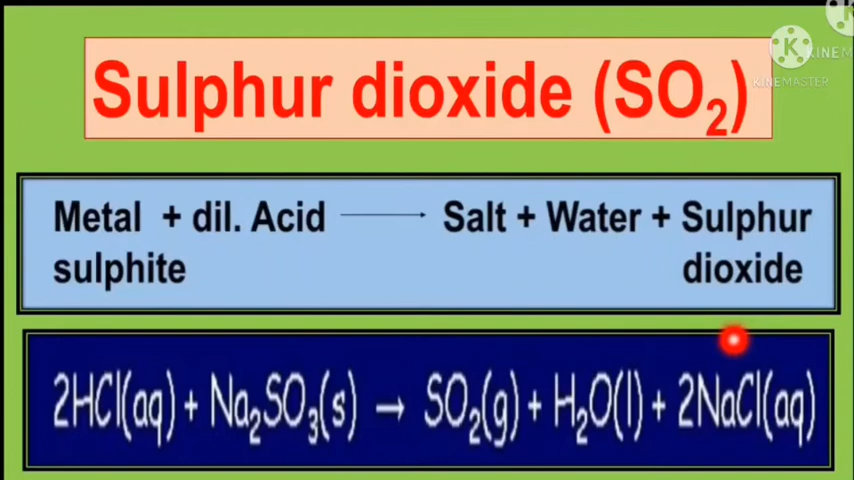 Sulphur dioxide (SO₂)
KINEM
KINEMASTER
Metal + dil. Acid → Salt + Water + Sulphur
sulphite dioxide
2HCl(aq) + Na₂SO₃(s) → SO₂(g) + H₂O(l) + 2NaCl(aq)